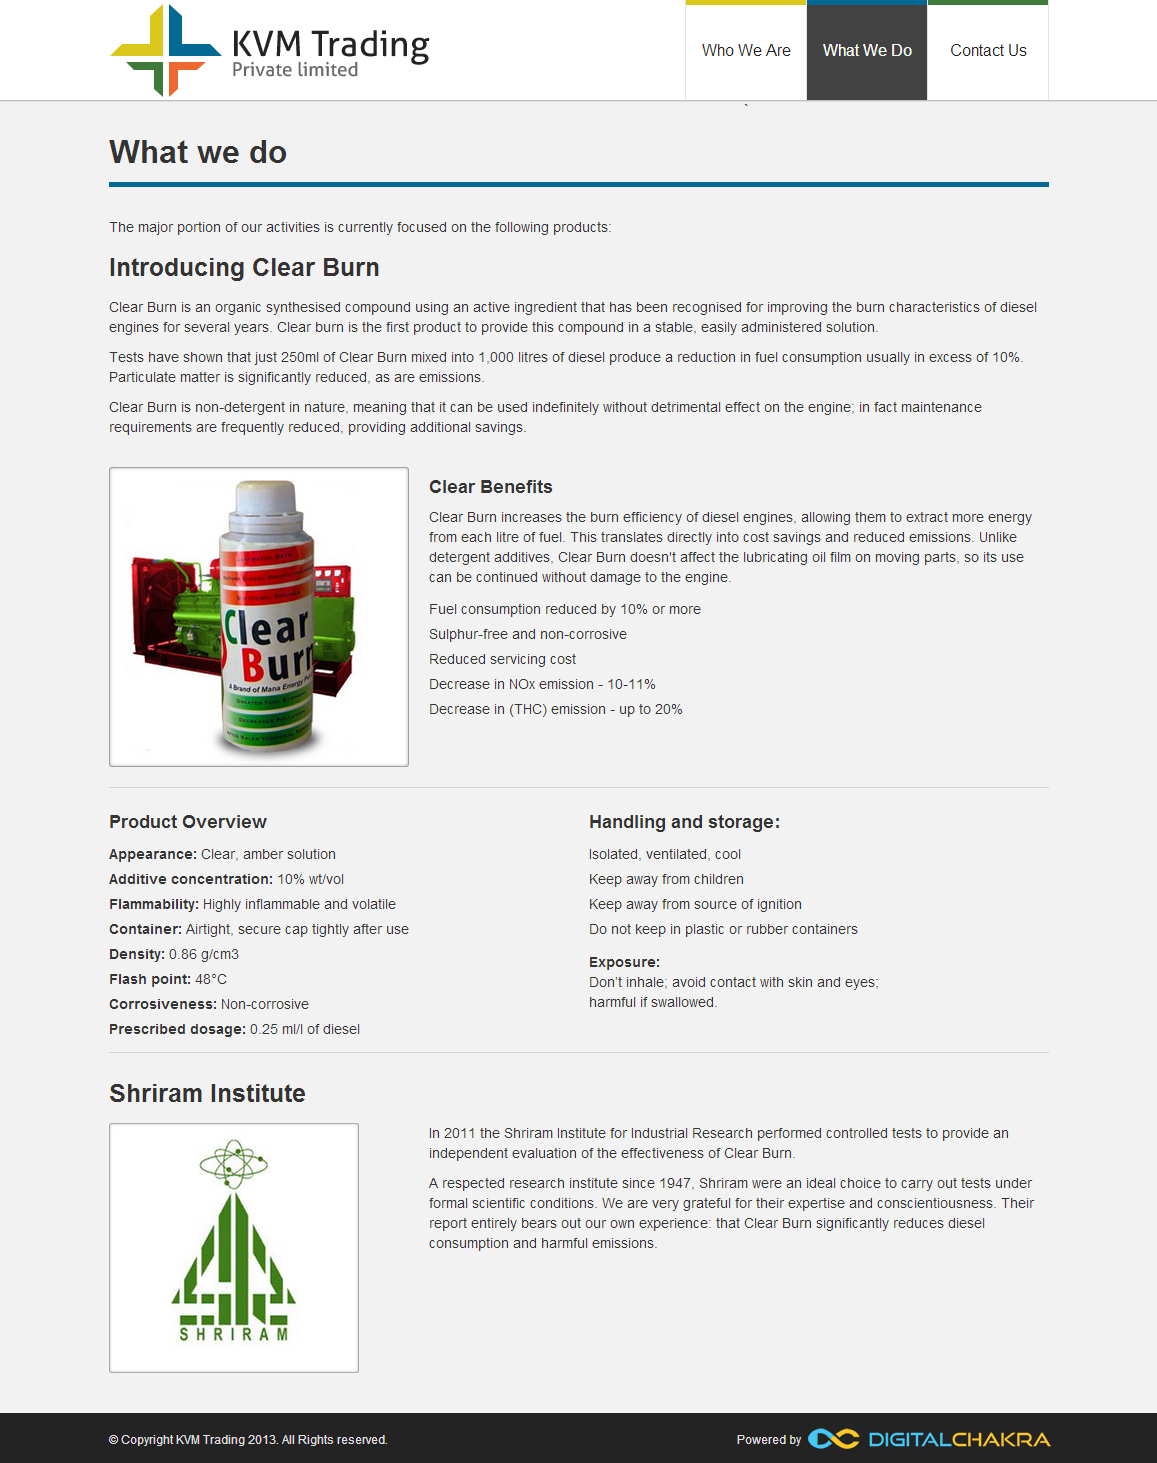 KVM Trading
Private limited
Who We Are
What We Do
Contact Us
What we do
The major portion of our activities is currently focused on the following products:
Introducing Clear Burn
Clear Burn is an organic synthesised compound using an active ingredient that has been recognised for improving the burn characteristics of diesel
engines for several years. Clear burn is the first product to provide this compound in a stable, easily administered solution.
Tests have shown that just 250ml of Clear Burn mixed into 1,000 litres of diesel produce a reduction in fuel consumption usually in excess of 10%.
Particulate matter is significantly reduced, as are emissions.
Clear Burn is non-detergent in nature, meaning that it can be used indefinitely without detrimental effect on the engine; in fact maintenance
requirements are frequently reduced, providing additional savings.
Clear
Burn
A Brand of Mana Energy
Clear Benefits
Clear Burn increases the burn efficiency of diesel engines, allowing them to extract more energy
from each litre of fuel. This translates directly into cost savings and reduced emissions. Unlike
detergent additives, Clear Burn doesn't affect the lubricating oil film on moving parts, so its use
can be continued without damage to the engine.
Fuel consumption reduced by 10% or more
Sulphur-free and non-corrosive
Reduced servicing cost
Decrease in NOx emission - 10-11%
Decrease in (THC) emission - up to 20%
Product Overview
Appearance: Clear, amber solution
Additive concentration: 10% wt/vol
Flammability: Highly inflammable and volatile
Container: Airtight, secure cap tightly after use
Density: 0.86 g/cm3
Flash point: 48°C
Corrosiveness: Non-corrosive
Prescribed dosage: 0.25 ml/l of diesel
Handling and storage:
Isolated, ventilated, cool
Keep away from children
Keep away from source of ignition
Do not keep in plastic or rubber containers
Exposure:
Don't inhale; avoid contact with skin and eyes;
harmful if swallowed.
Shriram Institute
SHRIRAM
In 2011 the Shriram Institute for Industrial Research performed controlled tests to provide an
independent evaluation of the effectiveness of Clear Burn.
A respected research institute since 1947, Shriram were an ideal choice to carry out tests under
formal scientific conditions. We are very grateful for their expertise and conscientiousness. Their
report entirely bears out our own experience: that Clear Burn significantly reduces diesel
consumption and harmful emissions.
© Copyright KVM Trading 2013. All Rights reserved.
Powered by DIGITALCHAKRA